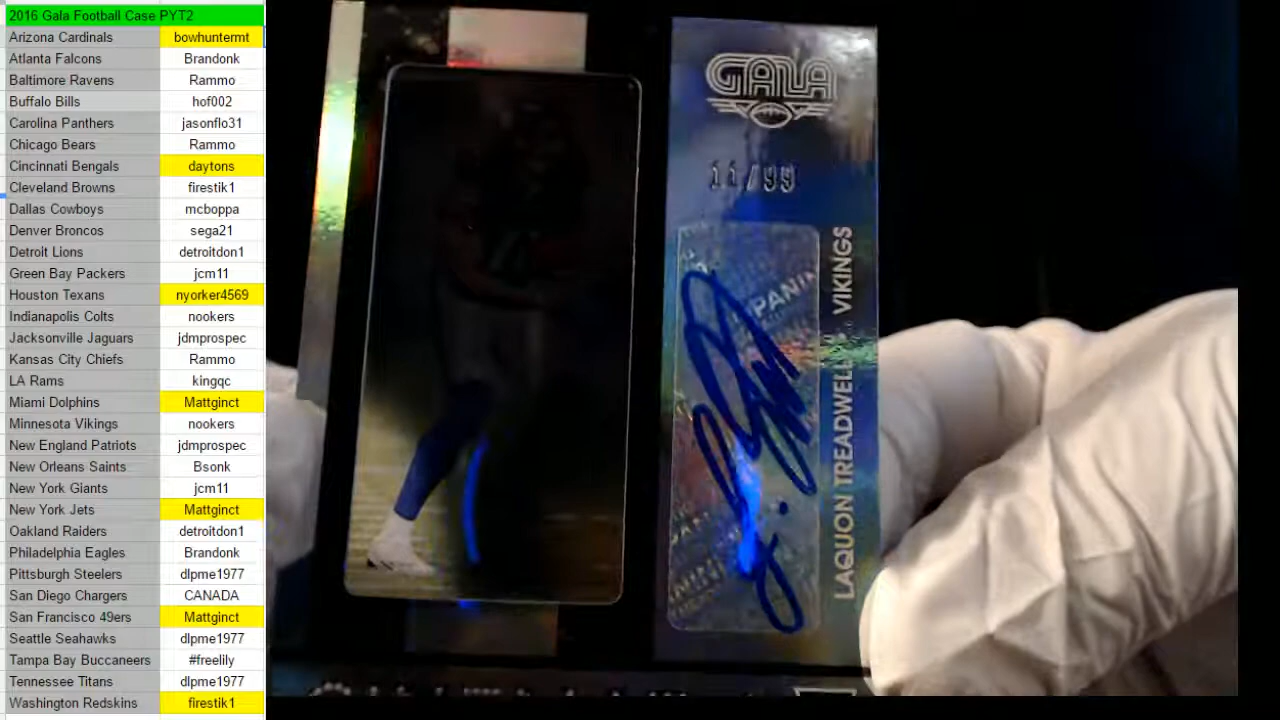 2016 Gala Football Case PYT2
Arizona Cardinals bowhuntermt
Atlanta Falcons Brandonk
Baltimore Ravens Rammo
Buffalo Bills hof002
Carolina Panthers jasonflo31
Chicago Bears Rammo
Cincinnati Bengals daytons
Cleveland Browns firestik1
Dallas Cowboys mcboppa
Denver Broncos sega21
Detroit Lions detroitdon1
Green Bay Packers jcm11
Houston Texans nyorker4569
Indianapolis Colts nookers
Jacksonville Jaguars jdmprospec
Kansas City Chiefs Rammo
LA Rams kingqc
Miami Dolphins Mattginct
Minnesota Vikings nookers
New England Patriots jdmprospec
New Orleans Saints Bsonk
New York Giants jcm11
New York Jets Mattginct
Oakland Raiders detroitdon1
Philadelphia Eagles Brandonk
Pittsburgh Steelers dlpme1977
San Diego Chargers CANADA
San Francisco 49ers Mattginct
Seattle Seahawks dlpme1977
Tampa Bay Buccaneers #freelily
Tennessee Titans dlpme1977
Washington Redskins firestik1
GALA
11/99
PANINI
LAQUON TREADWELL VIKINGS